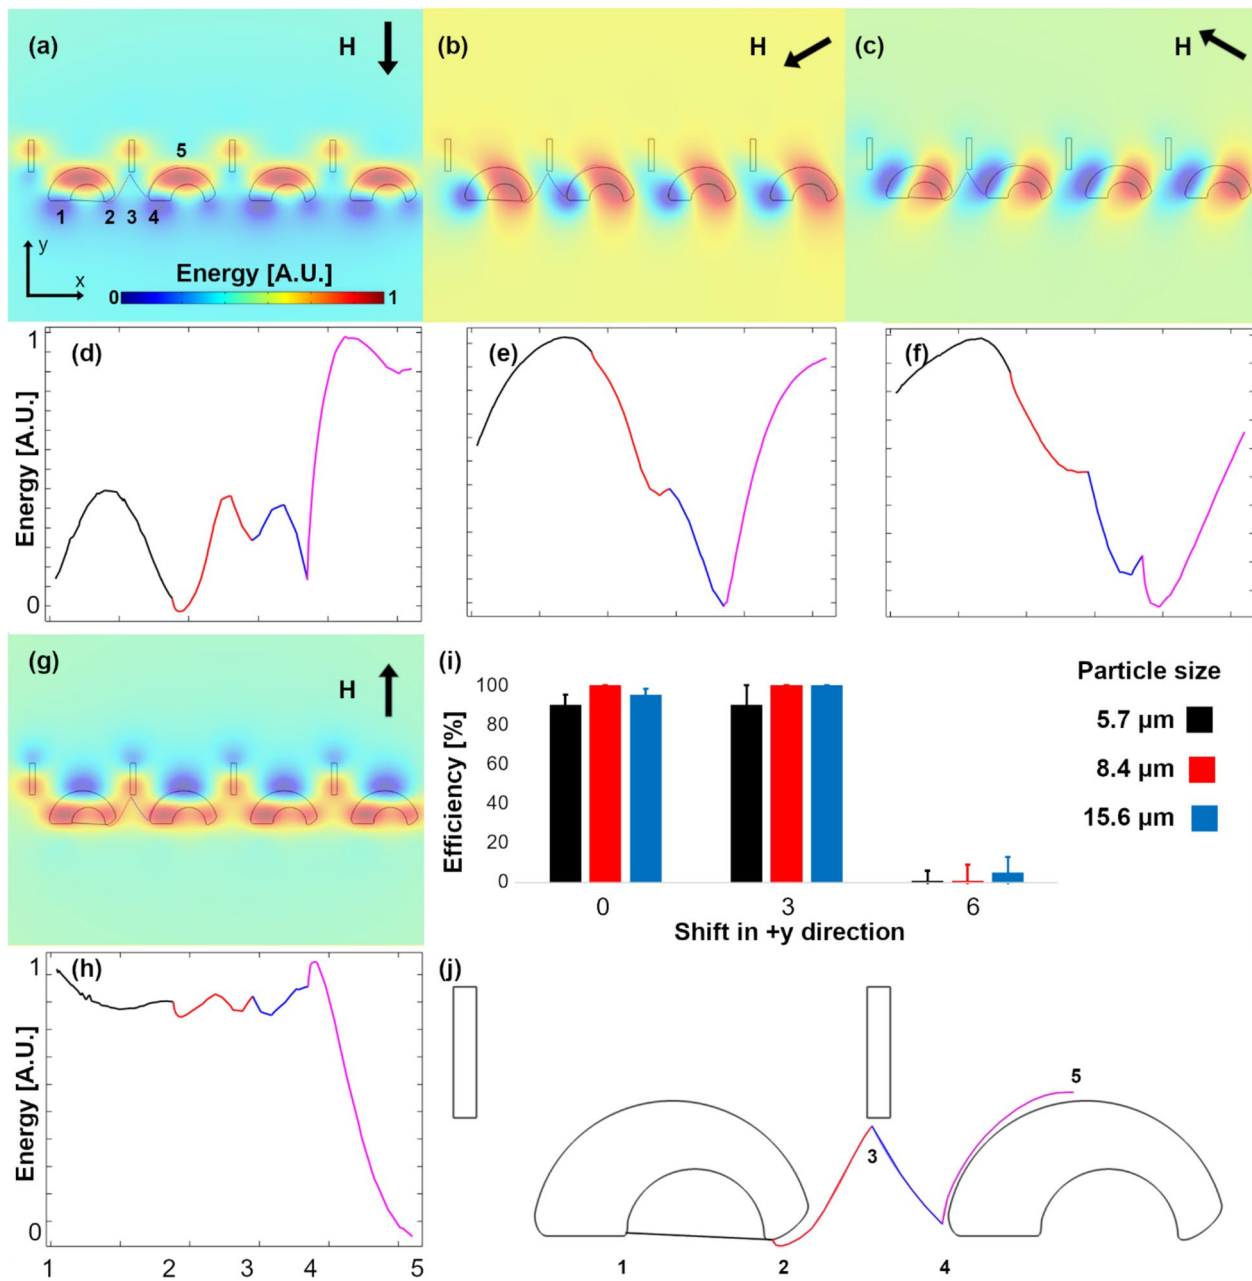 (a)
H
5
1
2
3
4
y
x
Energy [A.U.]
0
1
(b)
H
(c)
H
(d)
1
Energy [A.U.]
0
(e)
(f)
(g)
H
(h)
1
Energy [A.U.]
0
1
2
3
4
5
(i)
100
80
60
40
20
0
Efficiency [%]
0
3
6
Shift in +y direction
Particle size
5.7 µm
8.4 µm
15.6 µm
(j)
5
3
1
2
4